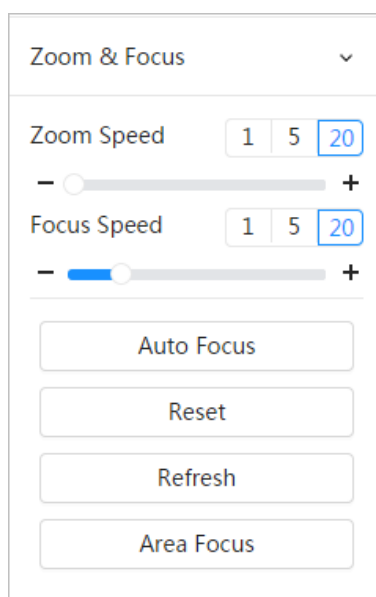 Zoom & Focus
Zoom Speed 1 5 20
− +
Focus Speed 1 5 20
− +
Auto Focus
Reset
Refresh
Area Focus